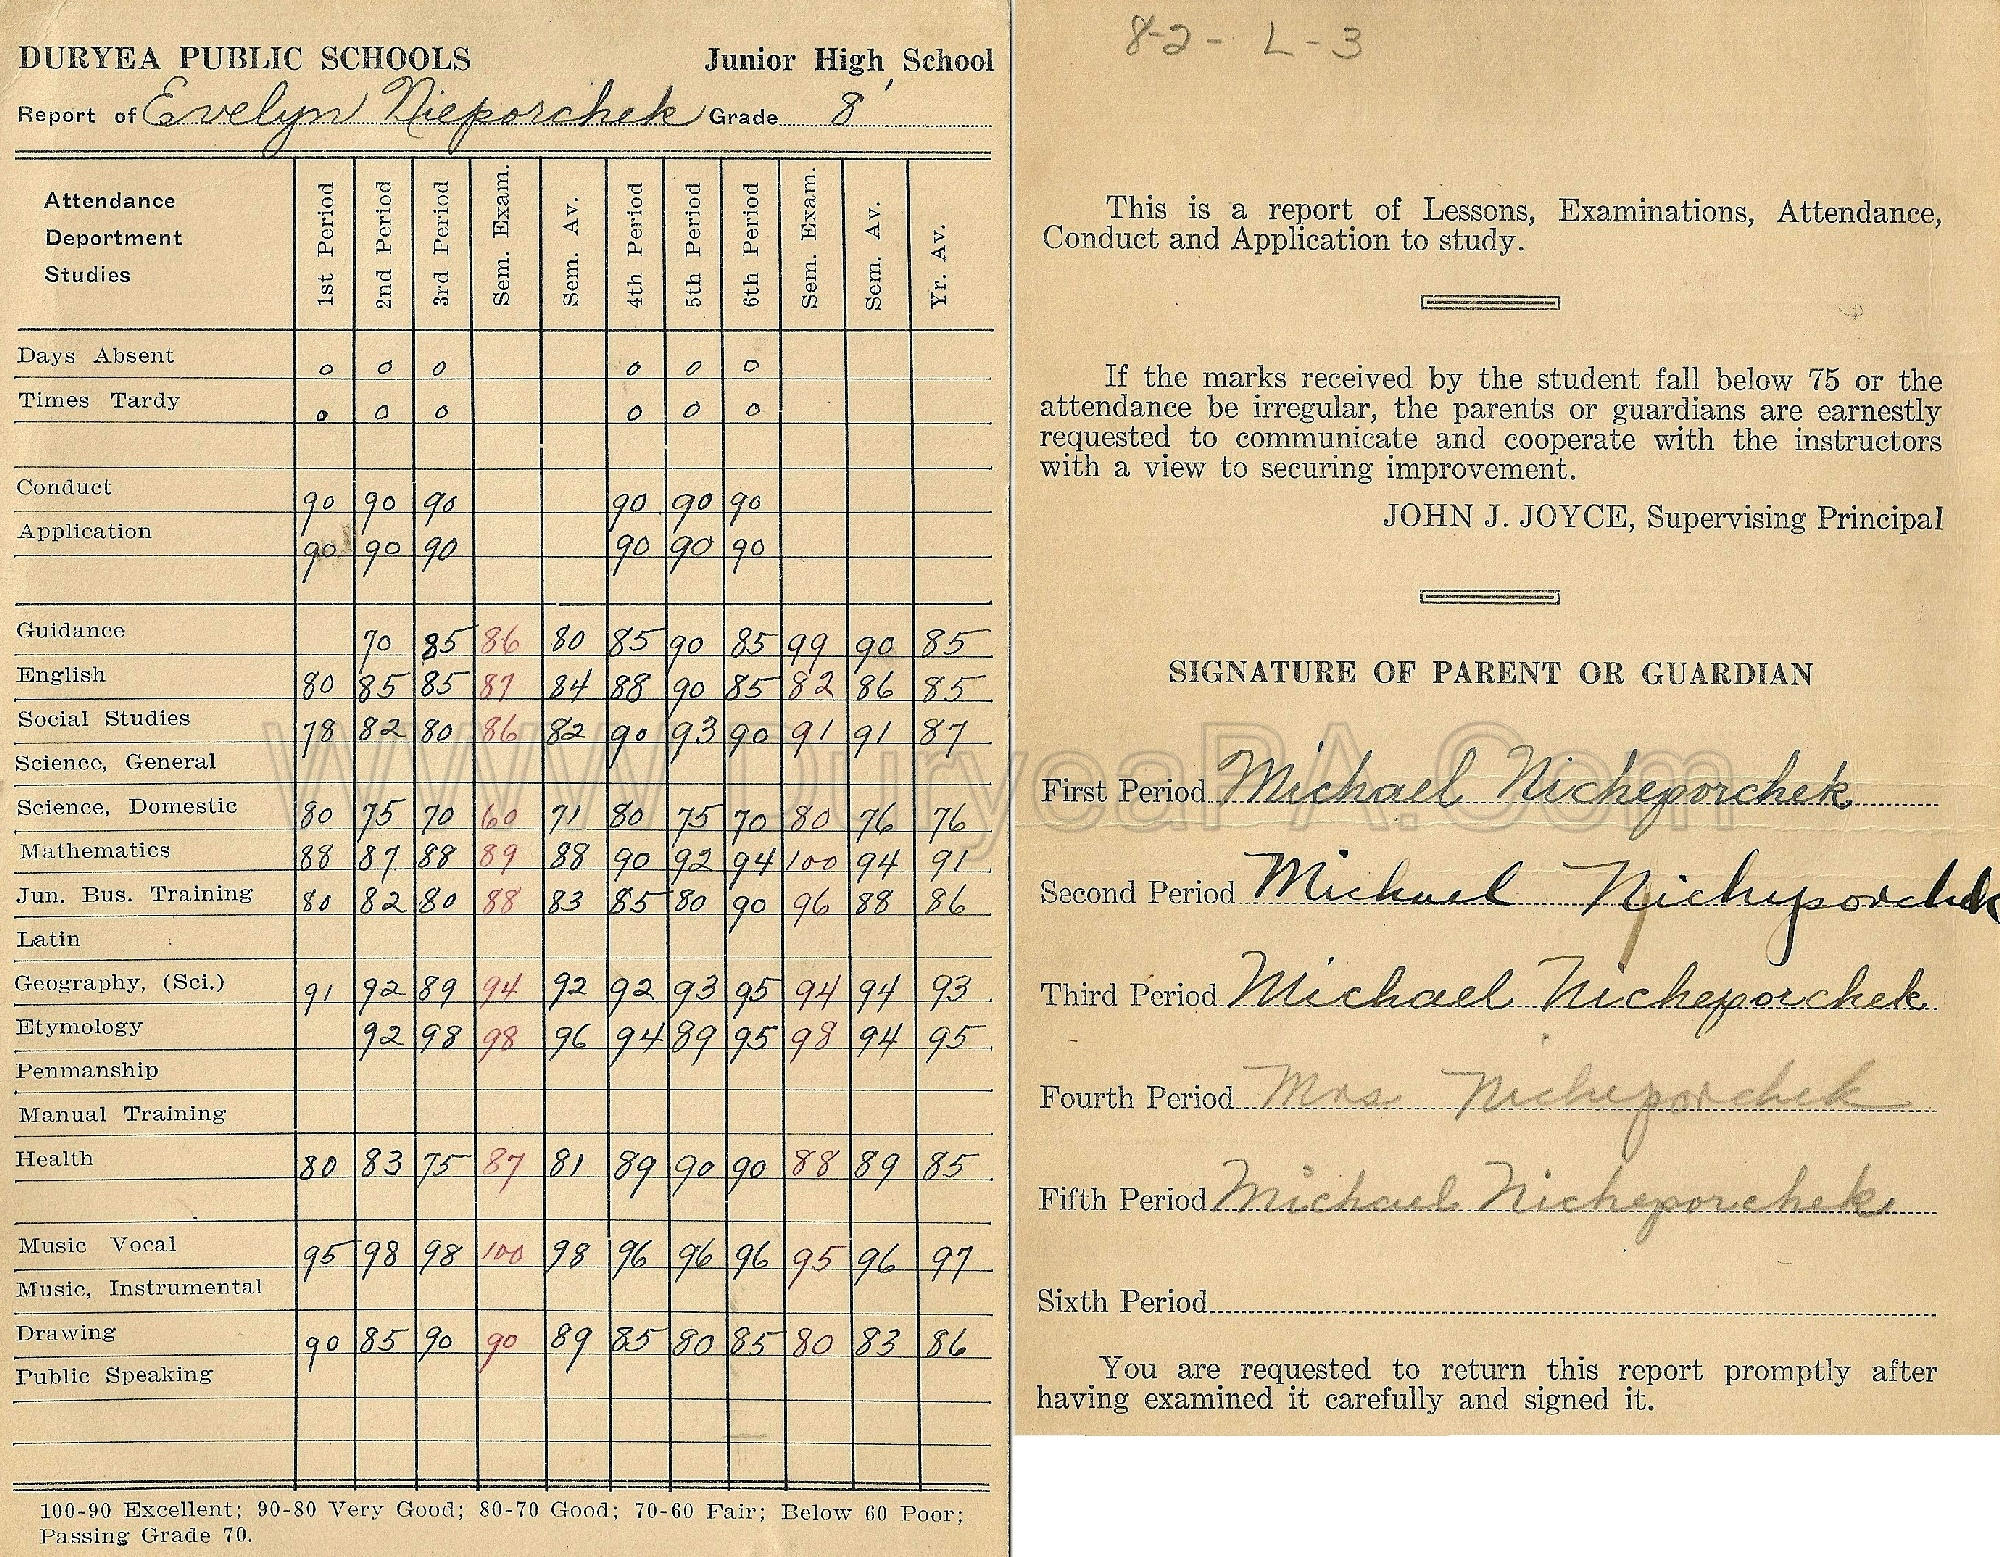 DURYEA PUBLIC SCHOOLS Junior High School
Report of Evelyn Nieporchek Grade 8'
Attendance
Deportment
Studies
1st Period 2nd Period 3rd Period Sem. Exam. Sem. Av. 4th Period 5th Period 6th Period Sem. Exam. Sem. Av. Yr. Av.
Days Absent 0 0 0 0 0 0
Times Tardy 0 0 0 0 0 0
Conduct 90 90 90 90 90 90
Application 90 90 90 90 90 90
Guidance 70 85 86 80 85 90 85 99 90 85
English 80 85 85 87 84 88 90 85 82 86 85
Social Studies 78 82 80 86 82 90 93 90 91 91 87
Science, General
Science, Domestic 80 75 70 60 71 80 75 70 80 76 76
Mathematics 88 87 88 89 88 90 92 94 100 94 91
Jun. Bus. Training 80 82 80 88 83 85 80 90 96 88 86
Latin
Geography, (Sci.) 91 92 89 94 92 92 93 95 94 94 93
Etymology 92 98 98 96 94 89 95 98 94 95
Penmanship
Manual Training
Health 80 83 75 87 81 89 90 90 88 89 85
Music Vocal 95 98 98 100 98 96 96 96 95 96 97
Music, Instrumental
Drawing 90 85 90 90 89 85 80 85 80 83 86
Public Speaking
100-90 Excellent; 90-80 Very Good; 80-70 Good; 70-60 Fair; Below 60 Poor;
Passing Grade 70.
8-2- L-3
This is a report of Lessons, Examinations, Attendance,
Conduct and Application to study.
If the marks received by the student fall below 75 or the
attendance be irregular, the parents or guardians are earnestly
requested to communicate and cooperate with the instructors
with a view to securing improvement.
JOHN J. JOYCE, Supervising Principal
SIGNATURE OF PARENT OR GUARDIAN
www.DuryeaPA.Com
First Period Michael Nicheporchek
Second Period Michael Nichyporchek
Third Period Michael Nicheporchek
Fourth Period Mrs. Nicheporchek
Fifth Period Michael Nicheporchek
Sixth Period
You are requested to return this report promptly after
having examined it carefully and signed it.